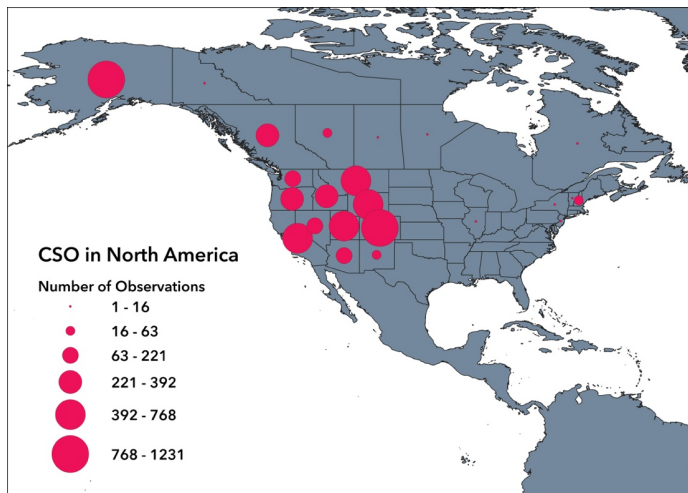 CSO in North America
Number of Observations
1 - 16
16 - 63
63 - 221
221 - 392
392 - 768
768 - 1231